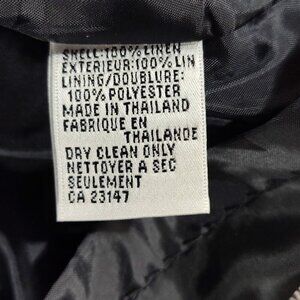 SHELL:100% LINEN
EXTERIEUR:100% LIN
LINING/DOUBLURE:
100% POLYESTER
MADE IN THAILAND
FABRIQUE EN
THAILANDE
DRY CLEAN ONLY
NETTOYER A SEC
SEULEMENT
CA 23147